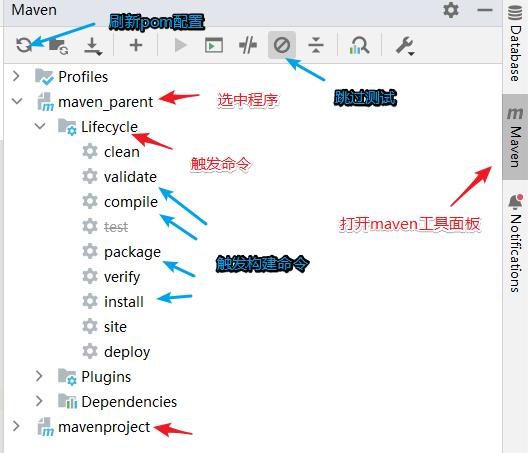 Maven
刷新pom配置
跳过测试
Profiles
maven_parent
选中程序
Lifecycle
触发命令
clean
validate
compile
test
package
触发构建命令
verify
install
site
deploy
Plugins
Dependencies
mavenproject
打开maven工具面板
Database
m Maven
Notifications